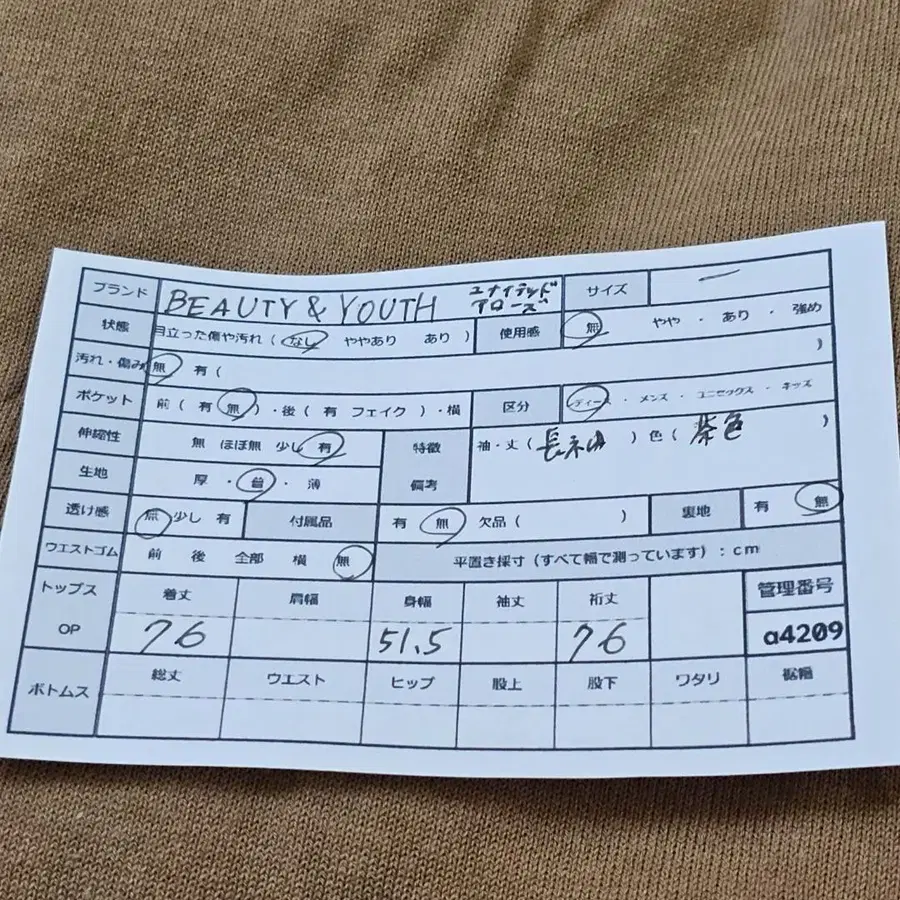 ブランド BEAUTY & YOUTH ユナイテッド アローズ サイズ ー
状態 目立った傷や汚れ ( なし ややあり あり ) 使用感 無 やや ・ あり ・ 強め
汚れ・傷み 無 有 ( )
ポケット 前 ( 有 無 ) ・後 ( 有 フェイク ) ・横 区分 ディース ・ メンズ ・ ユニセックス ・ キッズ
伸縮性 無 ほぼ無 少し 有 特徴 備考 袖・丈 ( 長そ ) 色 ( 茶色 )
生地 厚 ・ 普 ・ 薄
透け感 無 少し 有 付属品 有 無 欠品 ( ) 裏地 有 無
ウエストゴム 前 後 全部 横 無 平置き採寸 (すべて幅で測っています) : cm
トップス 着丈 肩幅 身幅 袖丈 裄丈 管理番号
OP 76 51.5 76 a4209
ボトムス 総丈 ウエスト ヒップ 股上 股下 ワタリ 裾幅